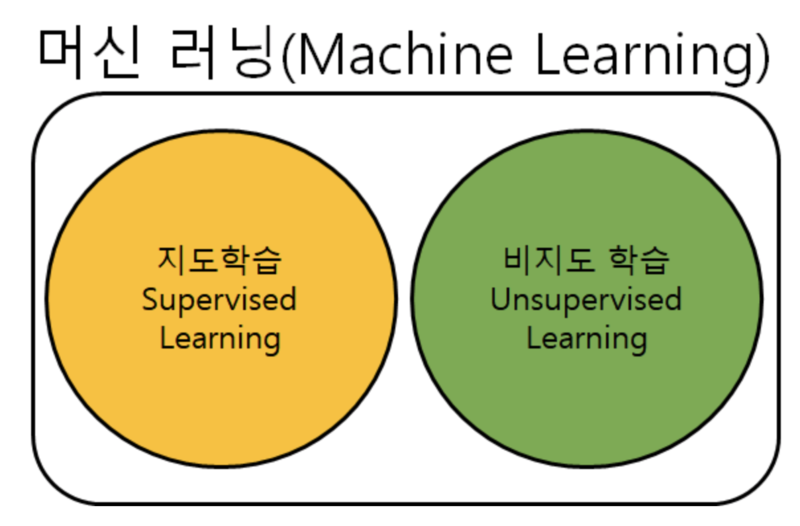 머신 러닝(Machine Learning)
지도학습
Supervised
Learning
비지도 학습
Unsupervised
Learning